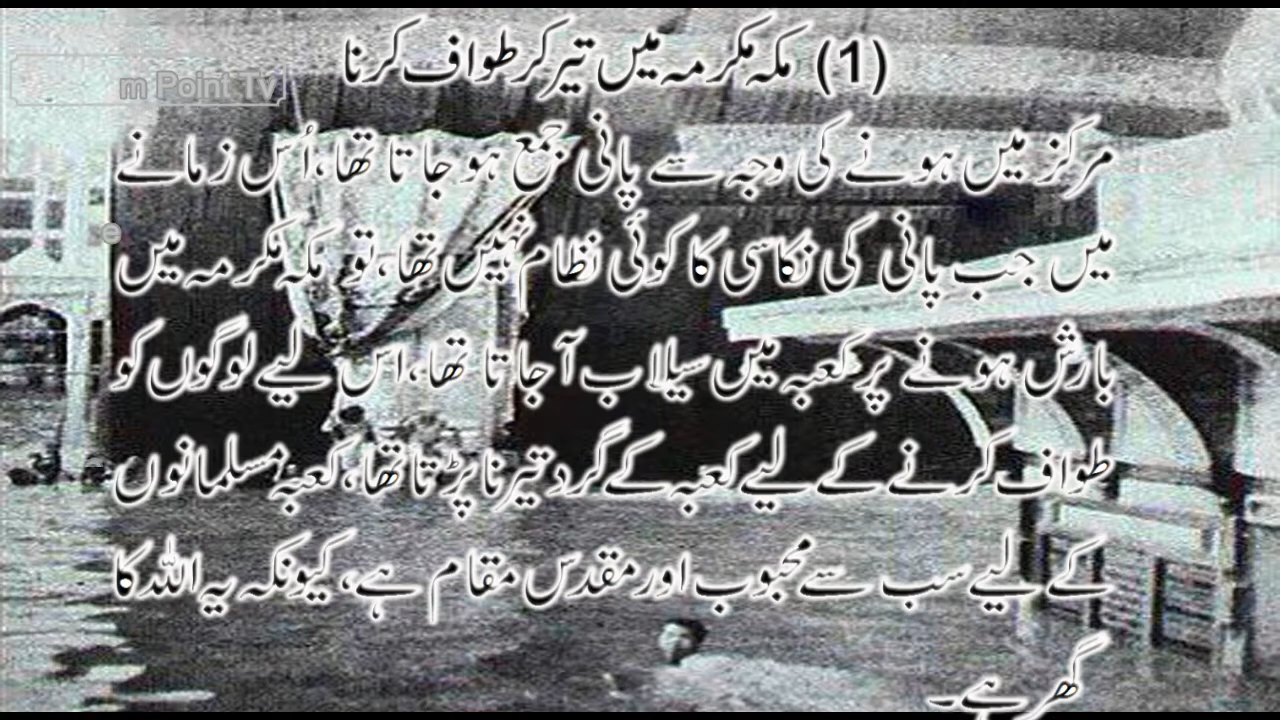 (1) مکہ مکرمہ میں تیر کر طواف کرنا
m Point Tv
مرکز میں ہونے کی وجہ سے پانی جمع ہو جاتا تھا، اُس زمانے
میں جب پانی کی نکاسی کا کوئی نظام نہیں تھا، تو مکہ مکرمہ میں
بارش ہونے پر کعبہ میں سیلاب آ جاتا تھا، اس لیے لوگوں کو
طواف کرنے کے لیے کعبہ کے گرد تیرنا پڑتا تھا، کعبہ مسلمانوں
کے لیے سب سے محبوب اور مقدس مقام ہے، کیونکہ یہ اللہ کا
گھر ہے۔